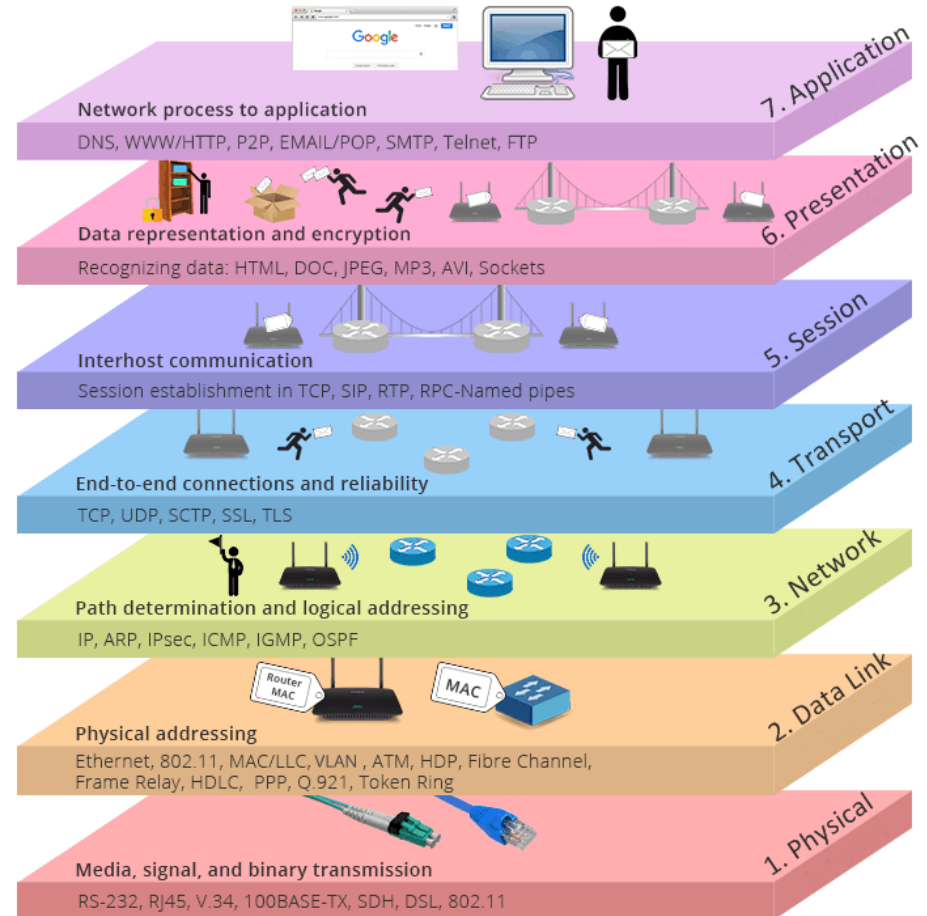 Google
7. Application
Network process to application
DNS, WWW/HTTP, P2P, EMAIL/POP, SMTP, Telnet, FTP
6. Presentation
Data representation and encryption
Recognizing data: HTML, DOC, JPEG, MP3, AVI, Sockets
5. Session
Interhost communication
Session establishment in TCP, SIP, RTP, RPC-Named pipes
4. Transport
End-to-end connections and reliability
TCP, UDP, SCTP, SSL, TLS
3. Network
Path determination and logical addressing
IP, ARP, IPsec, ICMP, IGMP, OSPF
Router
MAC
MAC
2. Data Link
Physical addressing
Ethernet, 802.11, MAC/LLC, VLAN , ATM, HDP, Fibre Channel,
Frame Relay, HDLC,  PPP, Q.921, Token Ring
1. Physical
Media, signal, and binary transmission
RS-232, RJ45, V.34, 100BASE-TX, SDH, DSL, 802.11